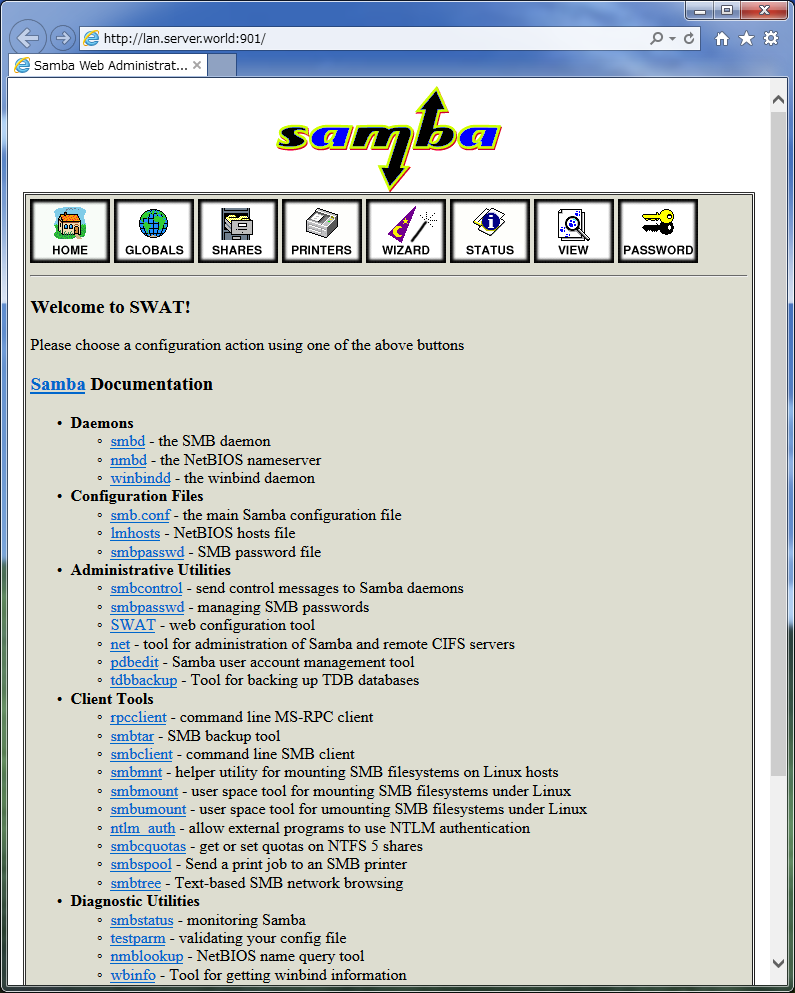 http://lan.server.world:901/
Samba Web Administrat...
samba
HOME GLOBALS SHARES PRINTERS WIZARD STATUS VIEW PASSWORD
Welcome to SWAT!
Please choose a configuration action using one of the above buttons
Samba Documentation
• Daemons
◦ smbd - the SMB daemon
◦ nmbd - the NetBIOS nameserver
◦ winbindd - the winbind daemon
• Configuration Files
◦ smb.conf - the main Samba configuration file
◦ lmhosts - NetBIOS hosts file
◦ smbpasswd - SMB password file
• Administrative Utilities
◦ smbcontrol - send control messages to Samba daemons
◦ smbpasswd - managing SMB passwords
◦ SWAT - web configuration tool
◦ net - tool for administration of Samba and remote CIFS servers
◦ pdbedit - Samba user account management tool
◦ tdbbackup - Tool for backing up TDB databases
• Client Tools
◦ rpcclient - command line MS-RPC client
◦ smbtar - SMB backup tool
◦ smbclient - command line SMB client
◦ smbmnt - helper utility for mounting SMB filesystems on Linux hosts
◦ smbmount - user space tool for mounting SMB filesystems under Linux
◦ smbumount - user space tool for umounting SMB filesystems under Linux
◦ ntlm_auth - allow external programs to use NTLM authentication
◦ smbcquotas - get or set quotas on NTFS 5 shares
◦ smbspool - Send a print job to an SMB printer
◦ smbtree - Text-based SMB network browsing
• Diagnostic Utilities
◦ smbstatus - monitoring Samba
◦ testparm - validating your config file
◦ nmblookup - NetBIOS name query tool
◦ wbinfo - Tool for getting winbind information